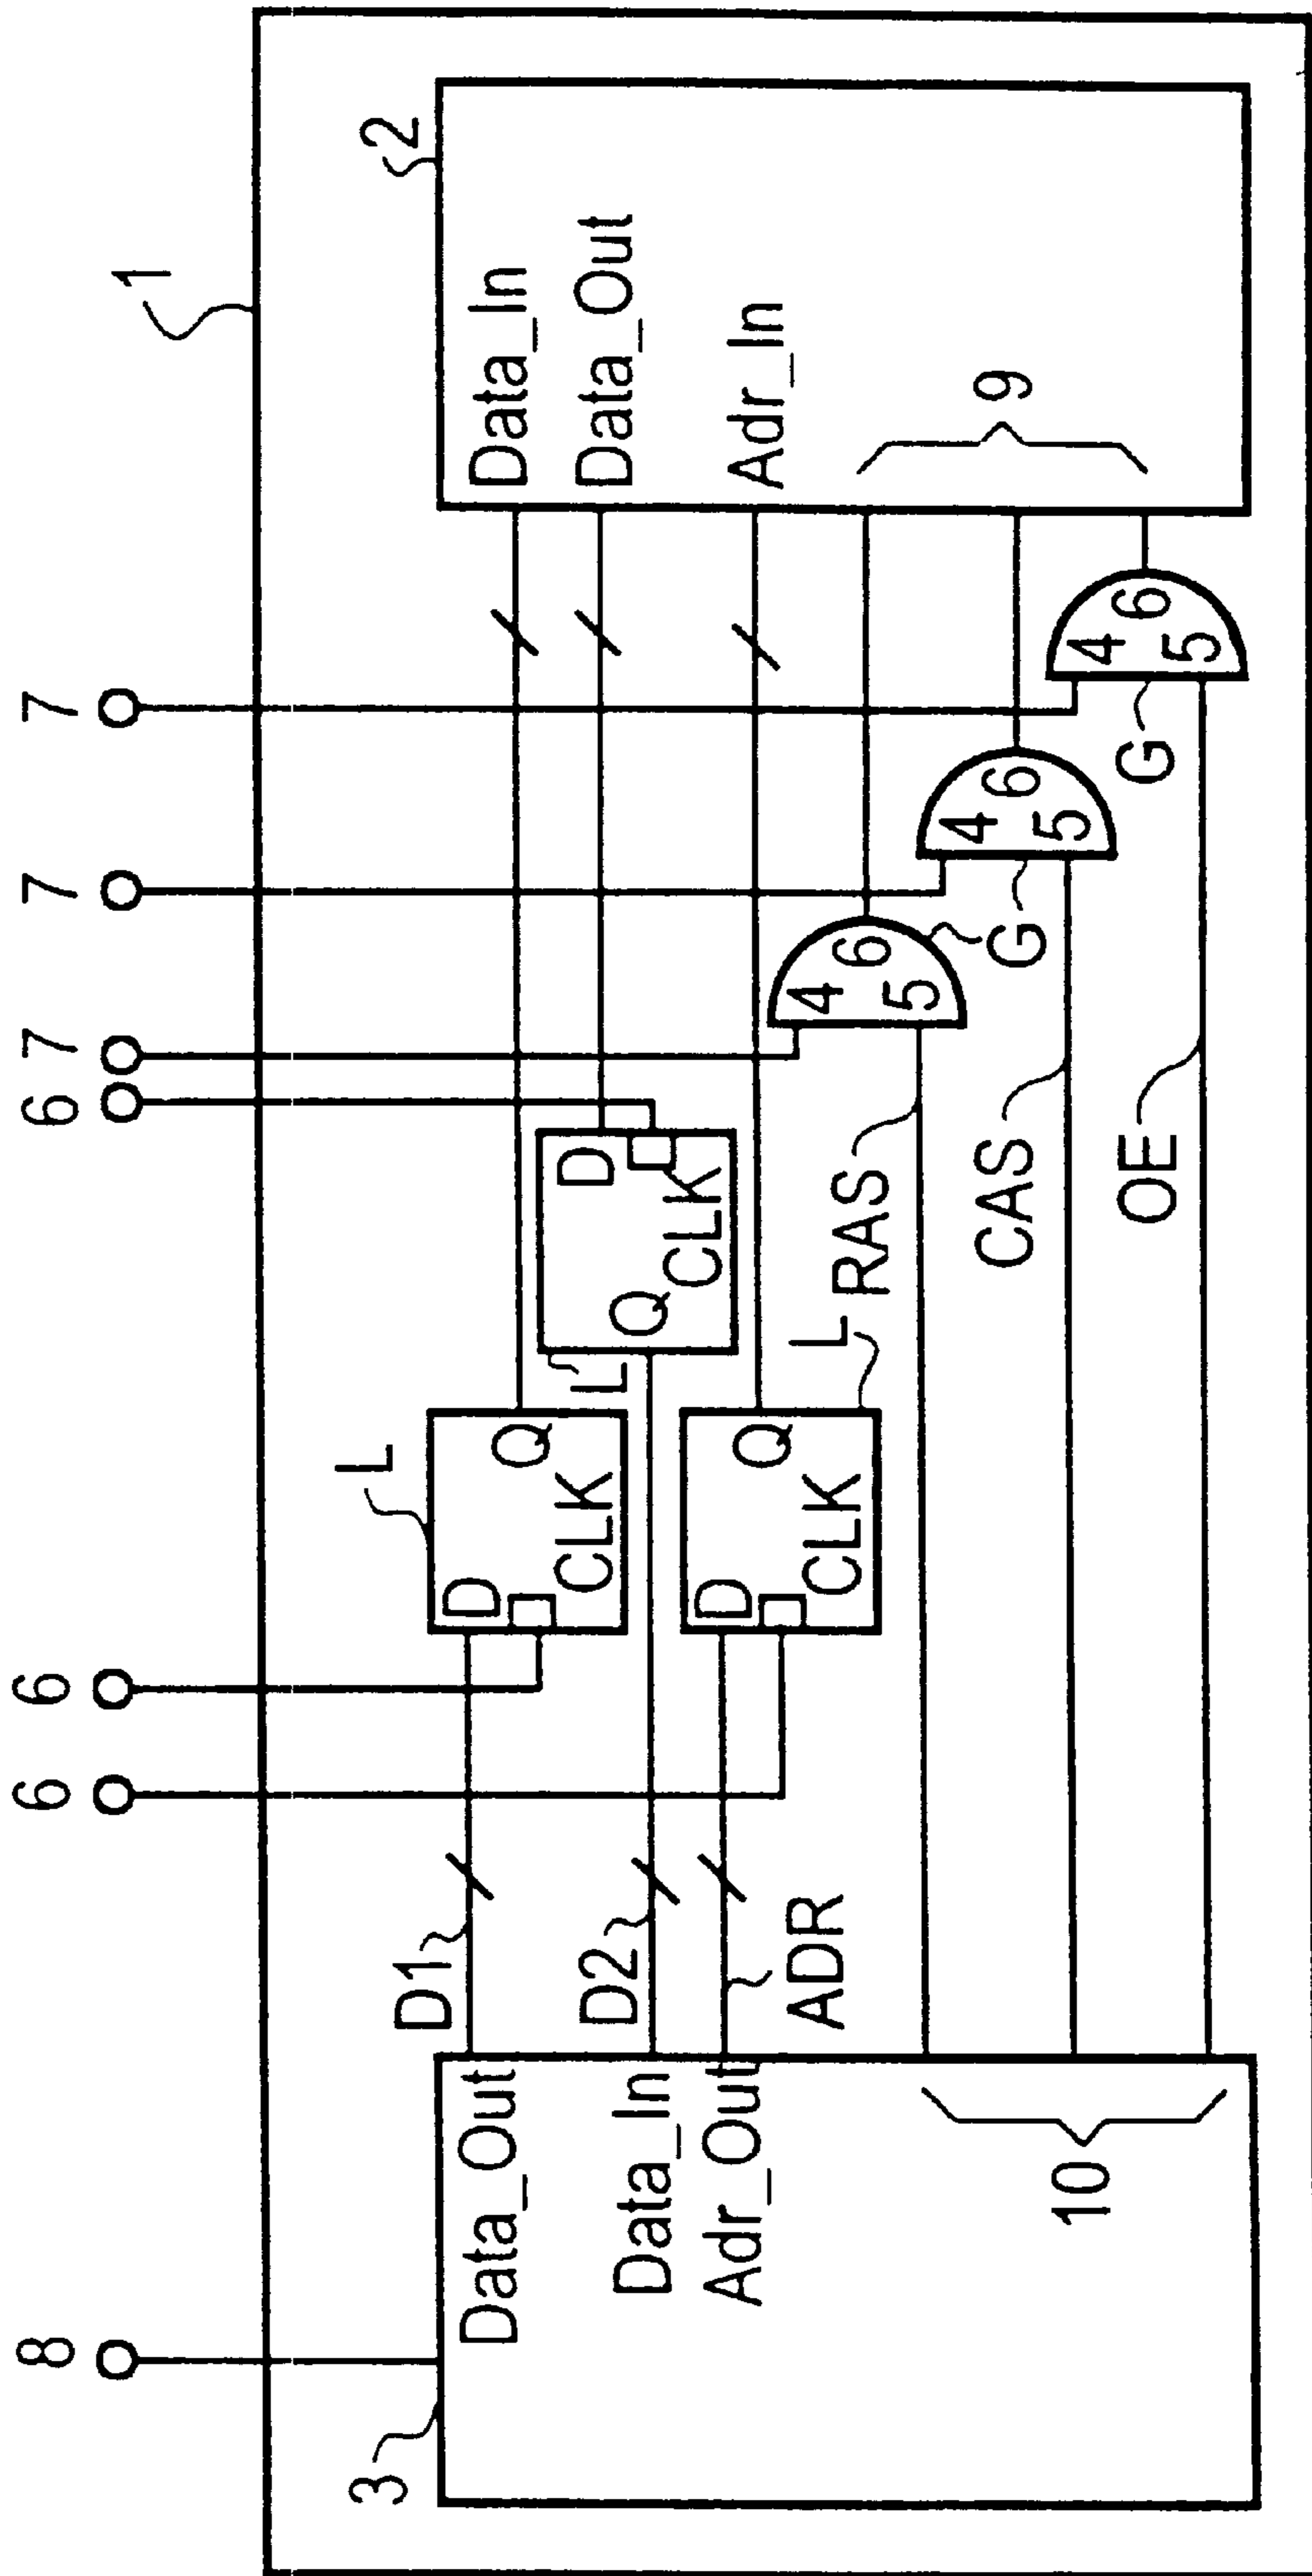 8
6
6
6
7
7
7
1
3
Data_Out
Data_In
Adr_Out
10
D1
D2
ADR
L
D
Q
CLK
L
D
Q
CLK
L
D
Q
CLK
RAS
CAS
OE
4
5
6
G
4
5
6
G
4
5
6
2
Data_In
Data_Out
Adr_In
9